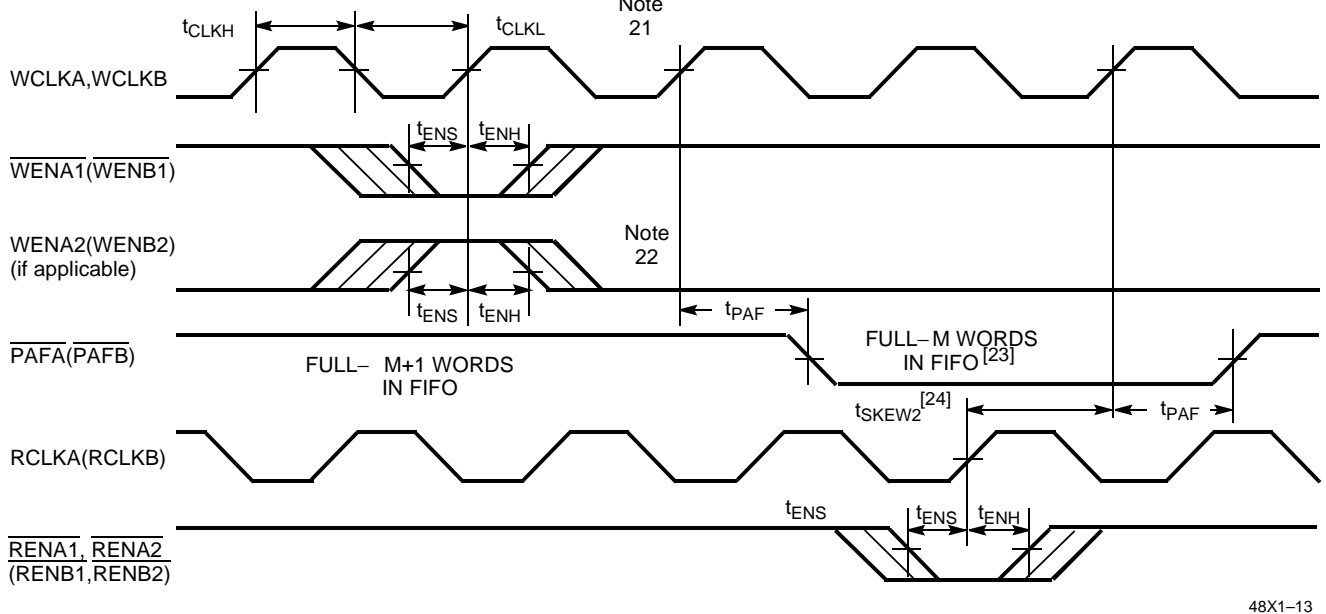 Note
21
tCLKH
tCLKL
WCLKA,WCLKB
tENS tENH
WENA1(WENB1)
WENA2(WENB2)
(if applicable)
Note
22
tENS tENH
tPAF
PAFA(PAFB)
FULL– M+1 WORDS
IN FIFO
FULL–M WORDS
IN FIFO[23]
tSKEW2[24]
tPAF
RCLKA(RCLKB)
tENS
tENS tENH
RENA1, RENA2
(RENB1,RENB2)
48X1–13